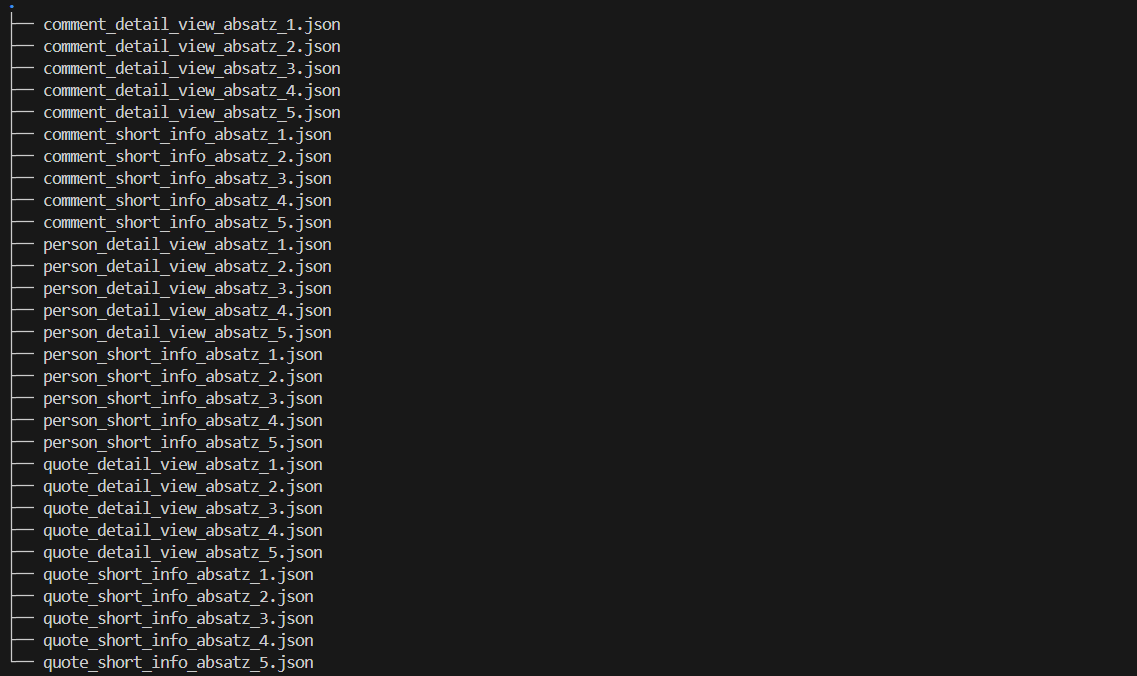 .
├── comment_detail_view_absatz_1.json
├── comment_detail_view_absatz_2.json
├── comment_detail_view_absatz_3.json
├── comment_detail_view_absatz_4.json
├── comment_detail_view_absatz_5.json
├── comment_short_info_absatz_1.json
├── comment_short_info_absatz_2.json
├── comment_short_info_absatz_3.json
├── comment_short_info_absatz_4.json
├── comment_short_info_absatz_5.json
├── person_detail_view_absatz_1.json
├── person_detail_view_absatz_2.json
├── person_detail_view_absatz_3.json
├── person_detail_view_absatz_4.json
├── person_detail_view_absatz_5.json
├── person_short_info_absatz_1.json
├── person_short_info_absatz_2.json
├── person_short_info_absatz_3.json
├── person_short_info_absatz_4.json
├── person_short_info_absatz_5.json
├── quote_detail_view_absatz_1.json
├── quote_detail_view_absatz_2.json
├── quote_detail_view_absatz_3.json
├── quote_detail_view_absatz_4.json
├── quote_detail_view_absatz_5.json
├── quote_short_info_absatz_1.json
├── quote_short_info_absatz_2.json
├── quote_short_info_absatz_3.json
├── quote_short_info_absatz_4.json
└── quote_short_info_absatz_5.json